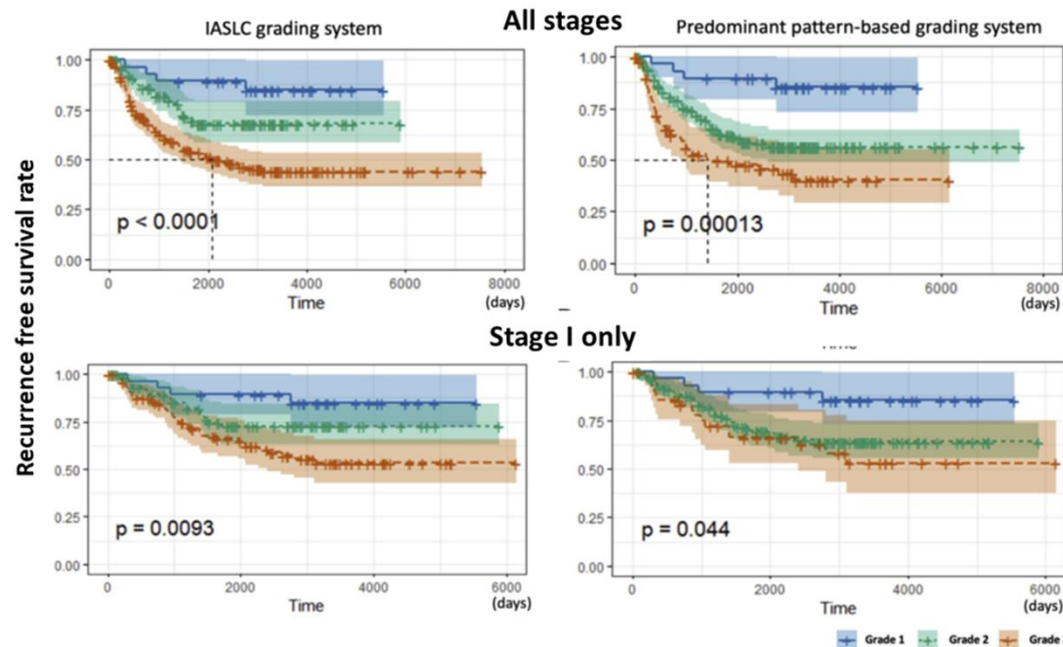 All stages
IASLC grading system
Predominant pattern-based grading system
Recurrence free survival rate
1.00
0.75
0.50
0.25
0.00
p < 0.0001
0 2000 4000 6000 8000
Time (days)
1.00
0.75
0.50
0.25
0.00
p = 0.00013
0 2000 4000 6000 8000
Time (days)
Stage I only
1.00
0.75
0.50
0.25
0.00
p = 0.0093
0 2000 4000 6000
Time (days)
1.00
0.75
0.50
0.25
0.00
p = 0.044
0 2000 4000 6000
Time (days)
Grade 1 Grade 2 Grade